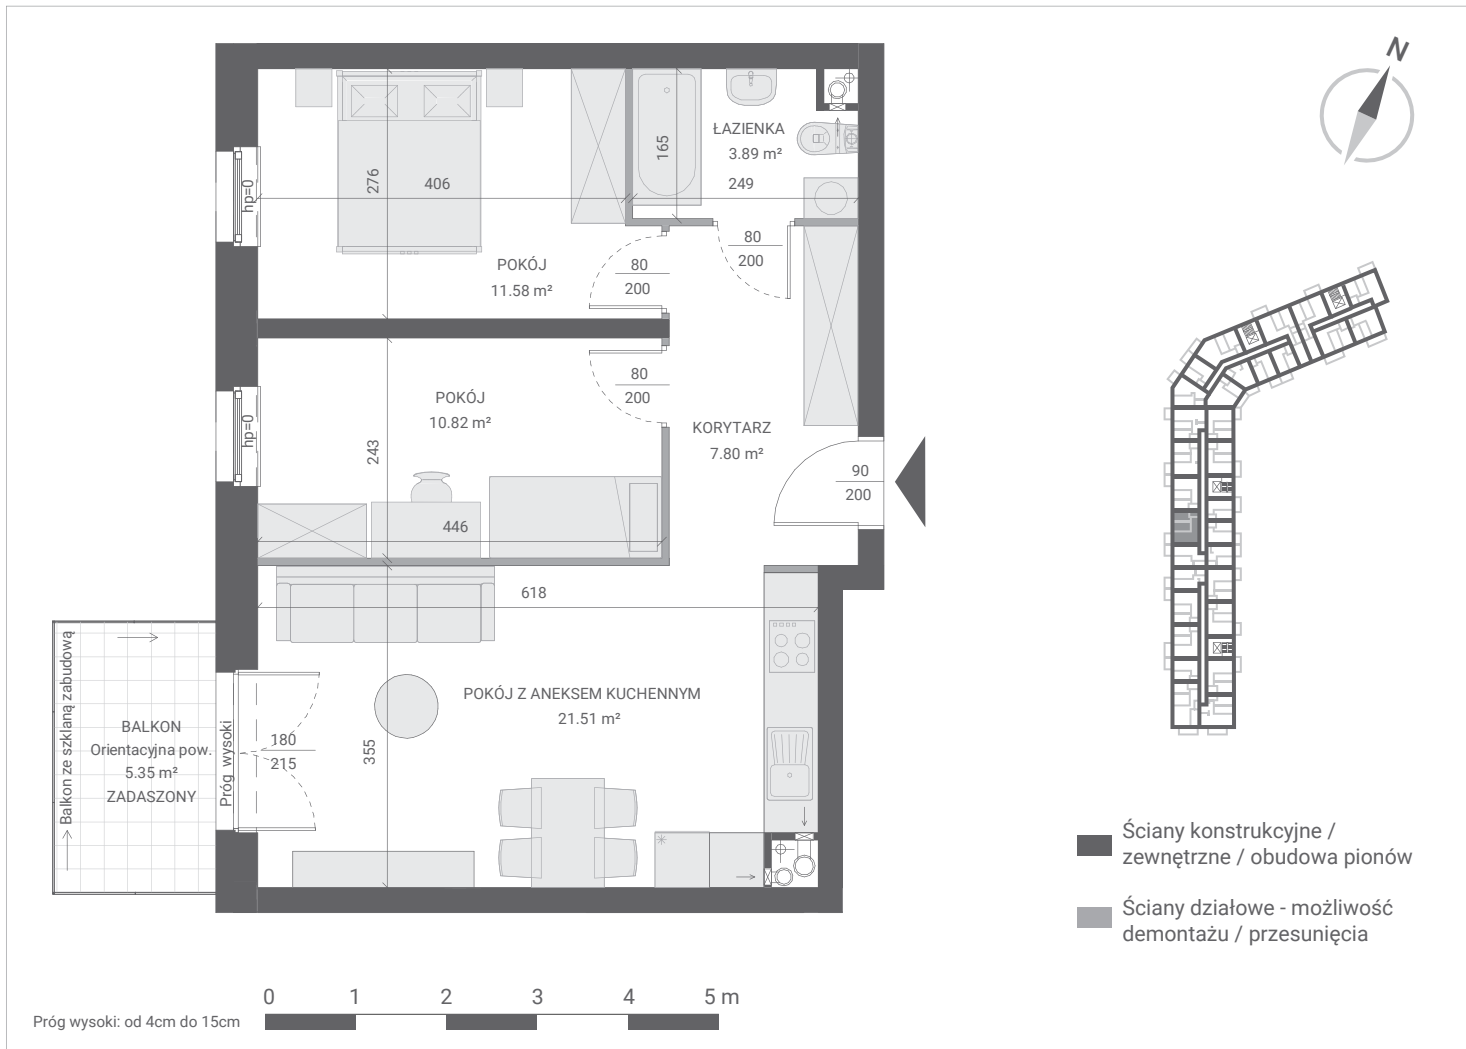 N
ŁAZIENKA
3.89 m²
165
249
276
406
hp=0
80
200
POKÓJ
11.58 m²
80
200
80
200
POKÓJ
10.82 m²
243
hp=0
446
KORYTARZ
7.80 m²
90
200
618
POKÓJ Z ANEKSEM KUCHENNYM
21.51 m²
355
180
215
Próg wysoki
Balkon ze szklaną zabudową
BALKON
Orientacyjna pow.
5.35 m²
ZADASZONY
Ściany konstrukcyjne /
zewnętrzne / obudowa pionów
Ściany działowe - możliwość
demontażu / przesunięcia
0 1 2 3 4 5 m
Próg wysoki: od 4cm do 15cm